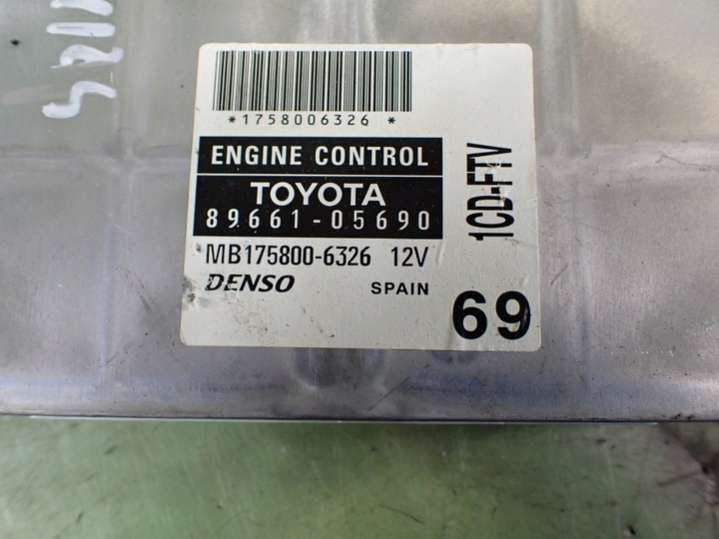 *1758006326 *
ENGINE CONTROL
TOYOTA
89661-05690
MB175800-6326 12V
DENSO SPAIN
69
1CD-FTV